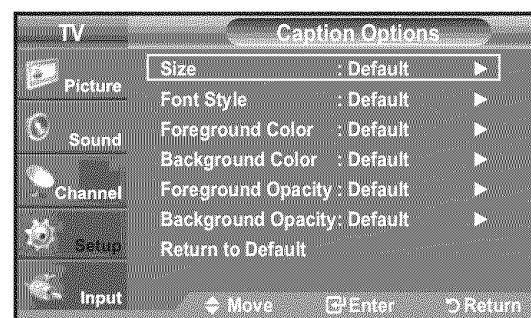 TV
Caption Options
Picture
Sound
Channel
Setup
Input
Size : Default
Font Style : Default
Foreground Color : Default
Background Color : Default
Foreground Opacity : Default
Background Opacity : Default
Return to Default
Move Enter Return